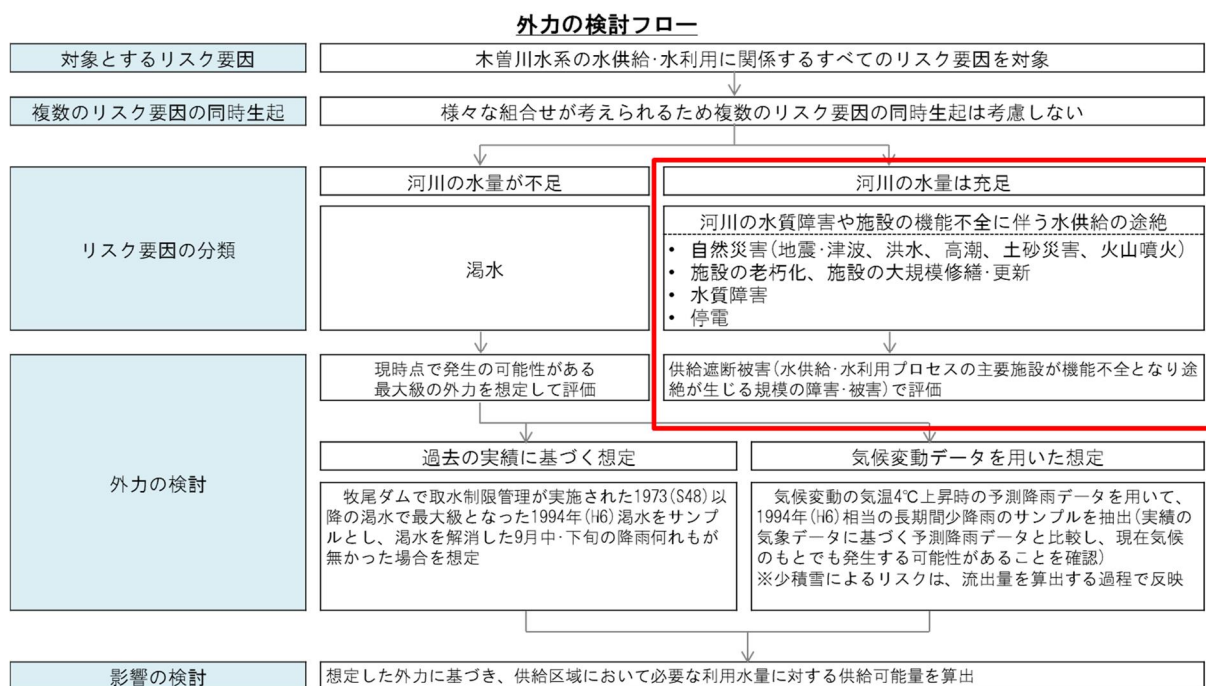 外力の検討フロー
対象とするリスク要因
木曽川水系の水供給･水利用に関係するすべてのリスク要因を対象
複数のリスク要因の同時生起
様々な組合せが考えられるため複数のリスク要因の同時生起は考慮しない
リスク要因の分類
河川の水量が不足
渇水
河川の水量は充足
河川の水質障害や施設の機能不全に伴う水供給の途絶
• 自然災害(地震･津波、洪水、高潮、土砂災害、火山噴火)
• 施設の老朽化、施設の大規模修繕･更新
• 水質障害
• 停電
外力の検討
現時点で発生の可能性がある
最大級の外力を想定して評価
供給遮断被害(水供給･水利用プロセスの主要施設が機能不全となり途
絶が生じる規模の障害･被害)で評価
過去の実績に基づく想定
牧尾ダムで取水制限管理が実施された1973(S48)以
降の渇水で最大級となった1994年(H6)渇水をサンプ
ルとし、渇水を解消した9月中･下旬の降雨何れもが
無かった場合を想定
気候変動データを用いた想定
気候変動の気温4℃上昇時の予測降雨データを用いて、
1994年(H6)相当の長期間少降雨のサンプルを抽出(実績の
気象データに基づく予測降雨データと比較し、現在気候
のもとでも発生する可能性があることを確認)
※少積雪によるリスクは、流出量を算出する過程で反映
影響の検討
想定した外力に基づき、供給区域において必要な利用水量に対する供給可能量を算出